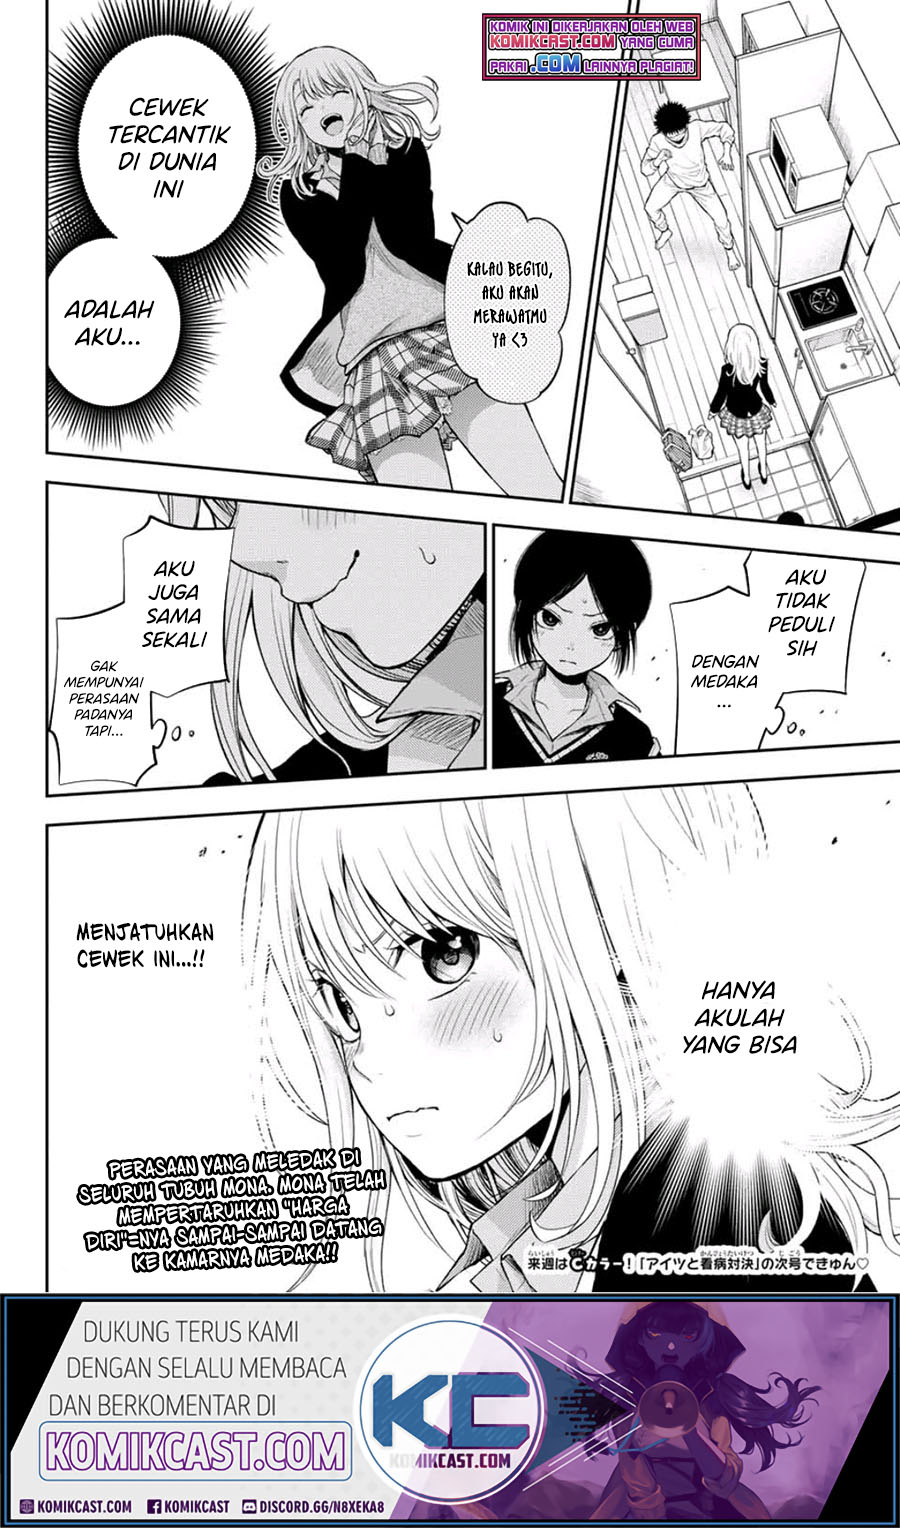 KOMIK INI DIKERJAKAN OLEH WEB
KOMIKCAST.COM YANG CUMA
PAKAI .COM LAINNYA PLAGIAT!
KALAU BEGITU,
AKU AKAN
MERAWATMU
YA <3
CEWEK
TERCANTIK
DI DUNIA
INI
ADALAH
AKU...
AKU
TIDAK
PEDULI
SIH
DENGAN
MEDAKA
...
AKU
JUGA
SAMA
SEKALI
GAK
MEMPUNYAI
PERASAAN
PADANYA
TAPI...
HANYA
AKULAH
YANG BISA
MENJATUHKAN
CEWEK INI...!!
PERASAAN YANG MELEDAK DI
SELURUH TUBUH MONA. MONA TELAH
MEMPERTARUHKAN "HARGA
DIRI"=NYA SAMPAI-SAMPAI DATANG
KE KAMARNYA MEDAKA!!
来週はCカラー!「アイツと看病対決」の次号できゅん♡
DUKUNG TERUS KAMI
DENGAN SELALU MEMBACA
DAN BERKOMENTAR DI
KOMIKCAST.COM
KC
KOMIKCAST.COM
KOMIKCAST.COM KOMIKCAST DISCORD.GG/N8XEKA8